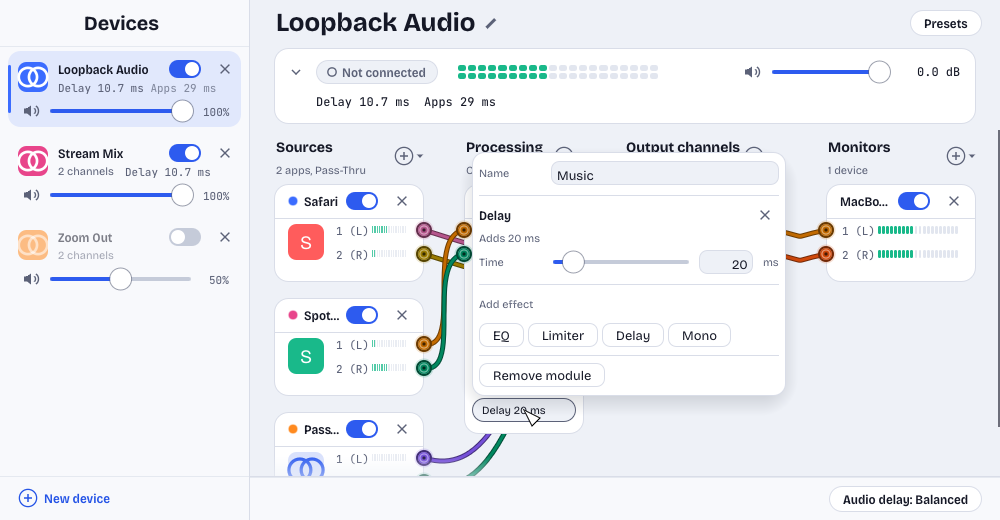 Devices
Loopback Audio
Delay 10.7 ms Apps 29 ms
100%
Stream Mix
2 channels Delay 10.7 ms
100%
Zoom Out
2 channels
50%
New device
Loopback Audio
Presets
Not connected
0.0 dB
Delay 10.7 ms Apps 29 ms
Sources
2 apps, Pass-Thru
Processing
Output channels
Monitors
1 device
Safari
S
1 (L)
2 (R)
Spot...
S
1 (L)
2 (R)
Pass...
1 (L)
Name
Music
Delay
Adds 20 ms
Time
20
ms
Add effect
EQ
Limiter
Delay
Mono
Remove module
Delay 20 ms
MacBo...
1 (L)
2 (R)
Audio delay: Balanced